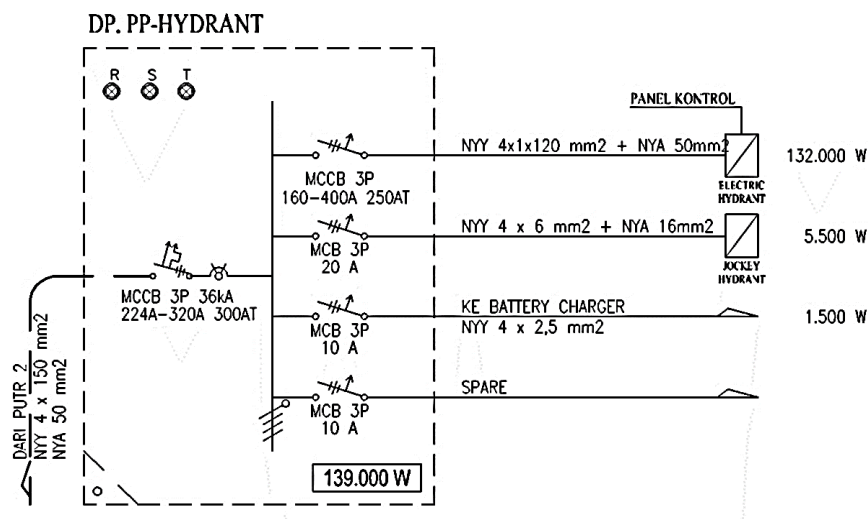 DP. PP-HYDRANT
R S T
PANEL KONTROL
NYY 4x1x120 mm2 + NYA 50mm2
132.000 W
MCCB 3P
160-400A 250AT
ELECTRIC
HYDRANT
NYY 4 x 6 mm2 + NYA 16mm2
5.500 W
MCB 3P
20 A
JOCKEY
HYDRANT
MCCB 3P 36kA
224A-320A 300AT
KE BATTERY CHARGER
NYY 4 x 2,5 mm2
1.500 W
MCB 3P
10 A
SPARE
MCB 3P
10 A
DARI PUTR 2
NYY 4 x 150 mm2
NYA 50 mm2
139.000 W